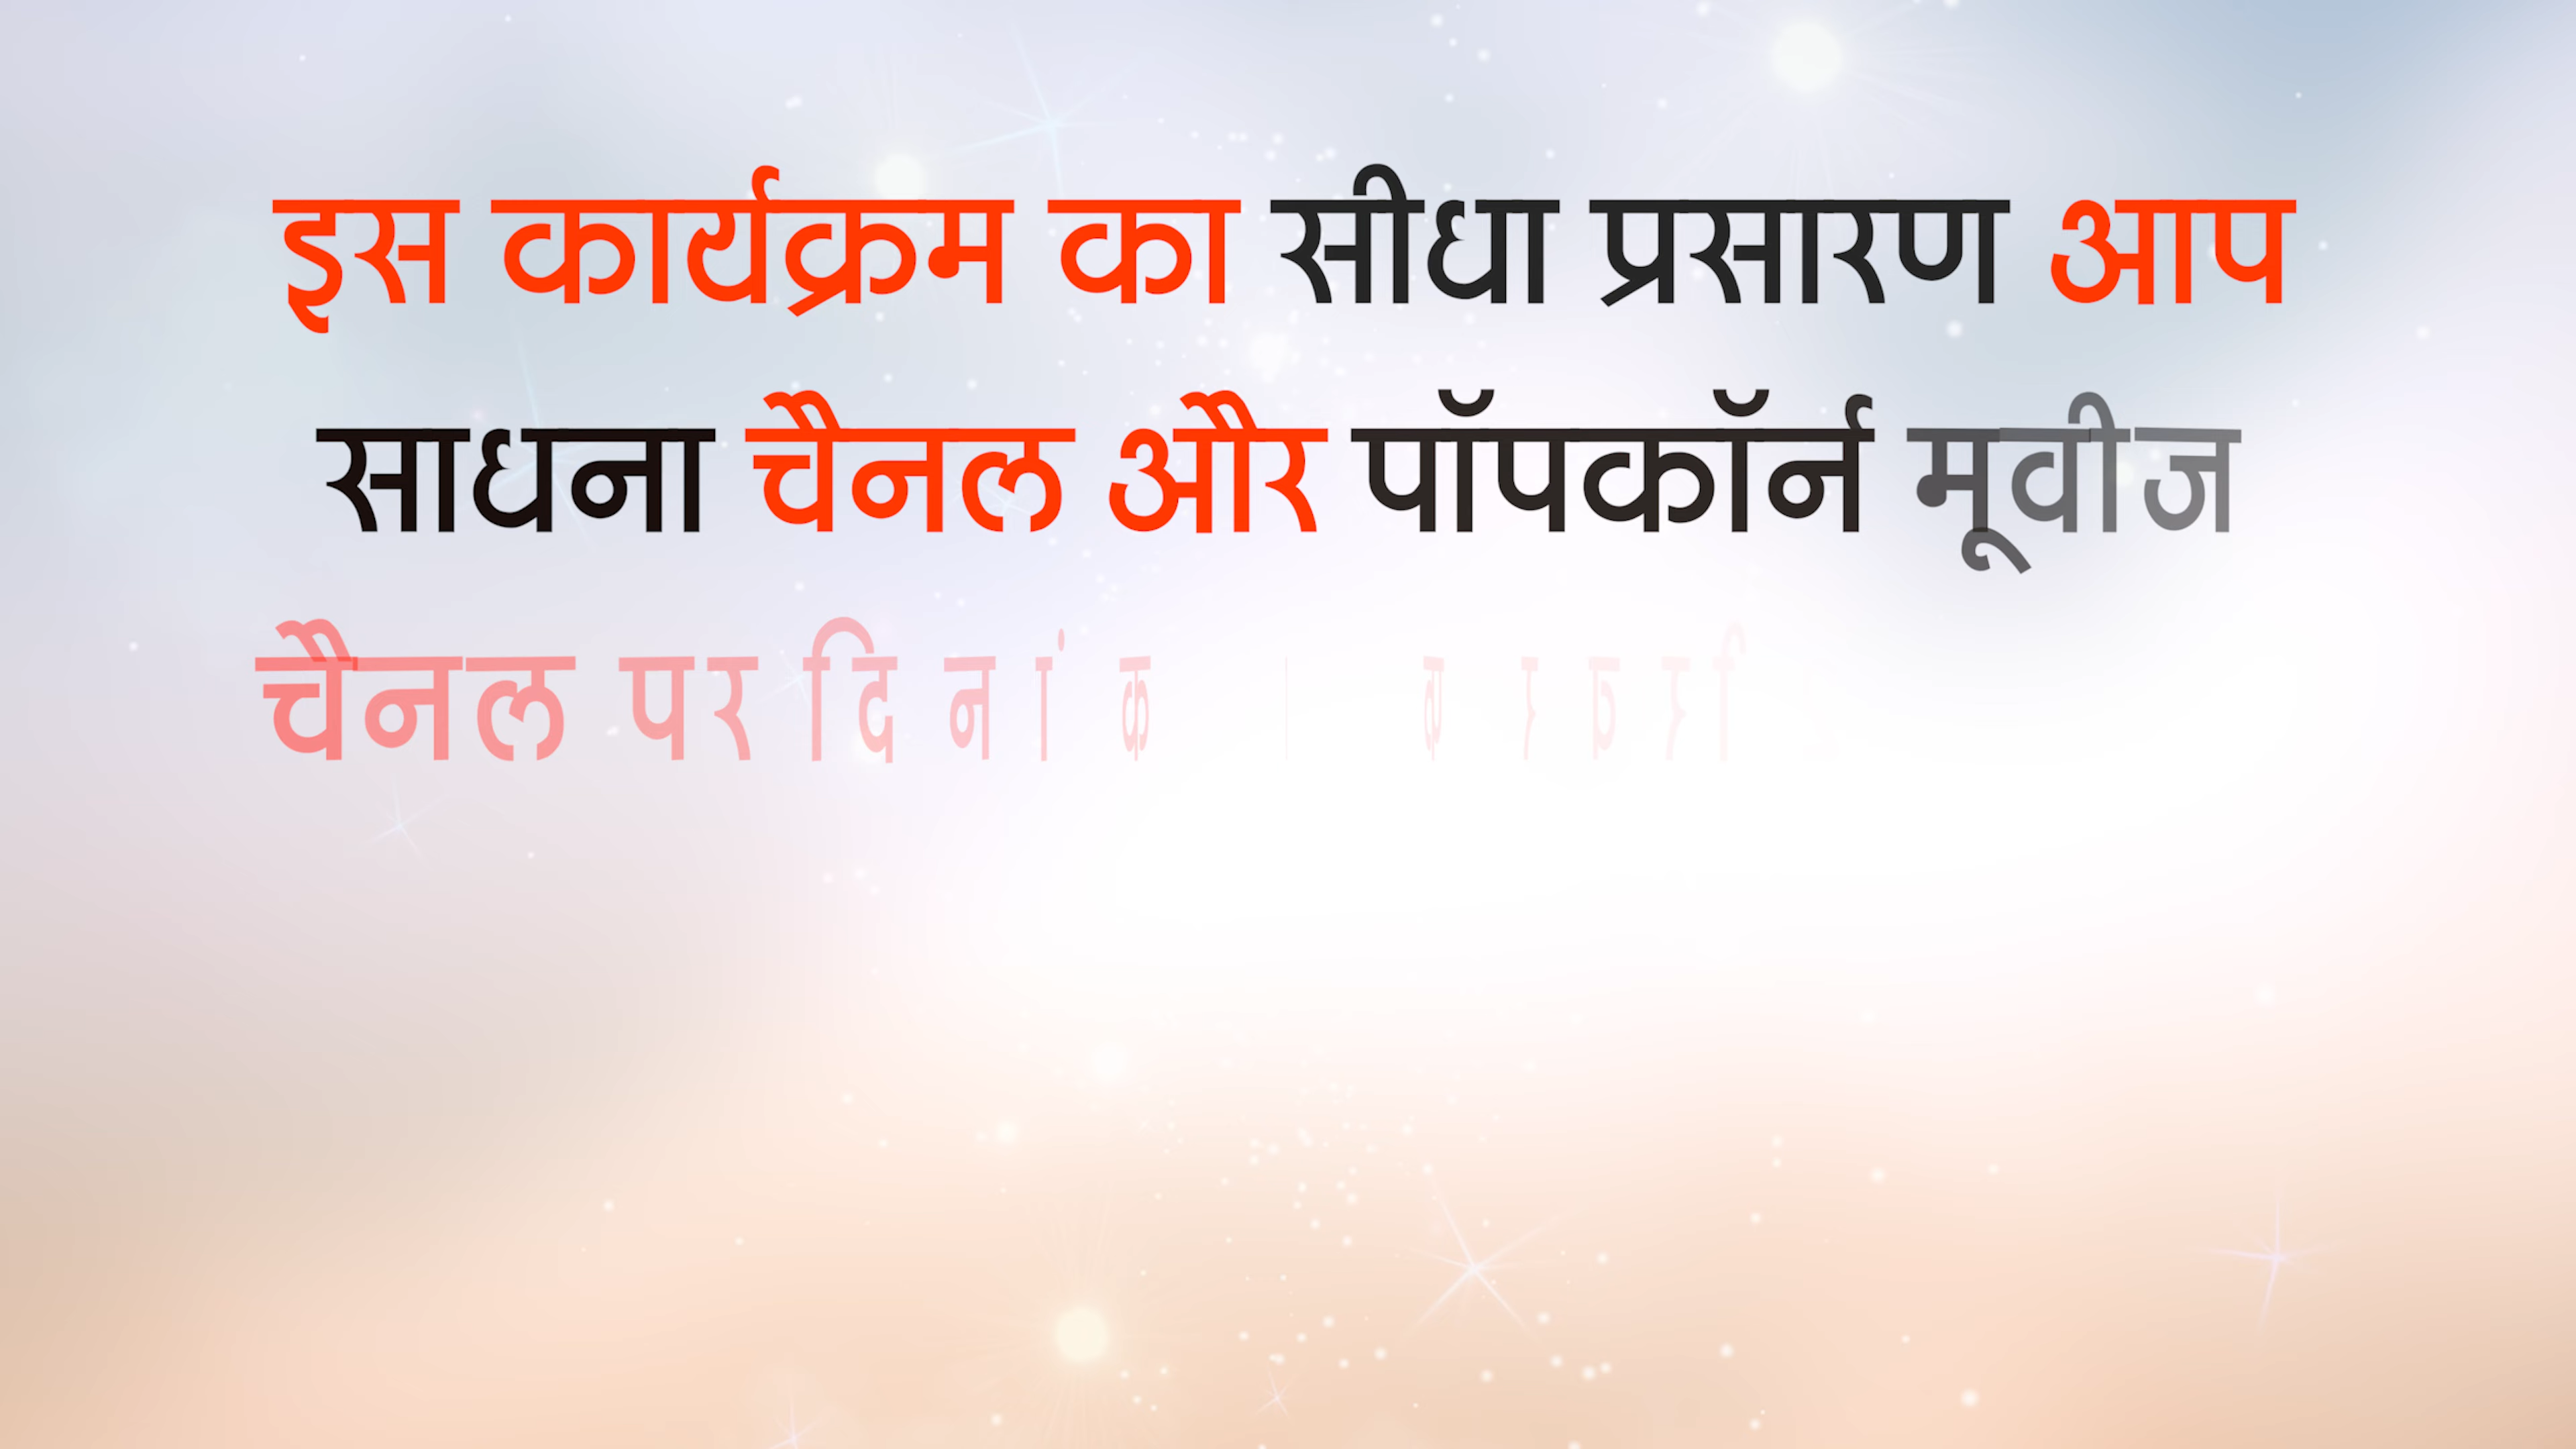 इस कार्यक्रम का सीधा प्रसारण आप
साधना चैनल और पॉपकॉर्न मूवीज
चैनल पर दिनांक